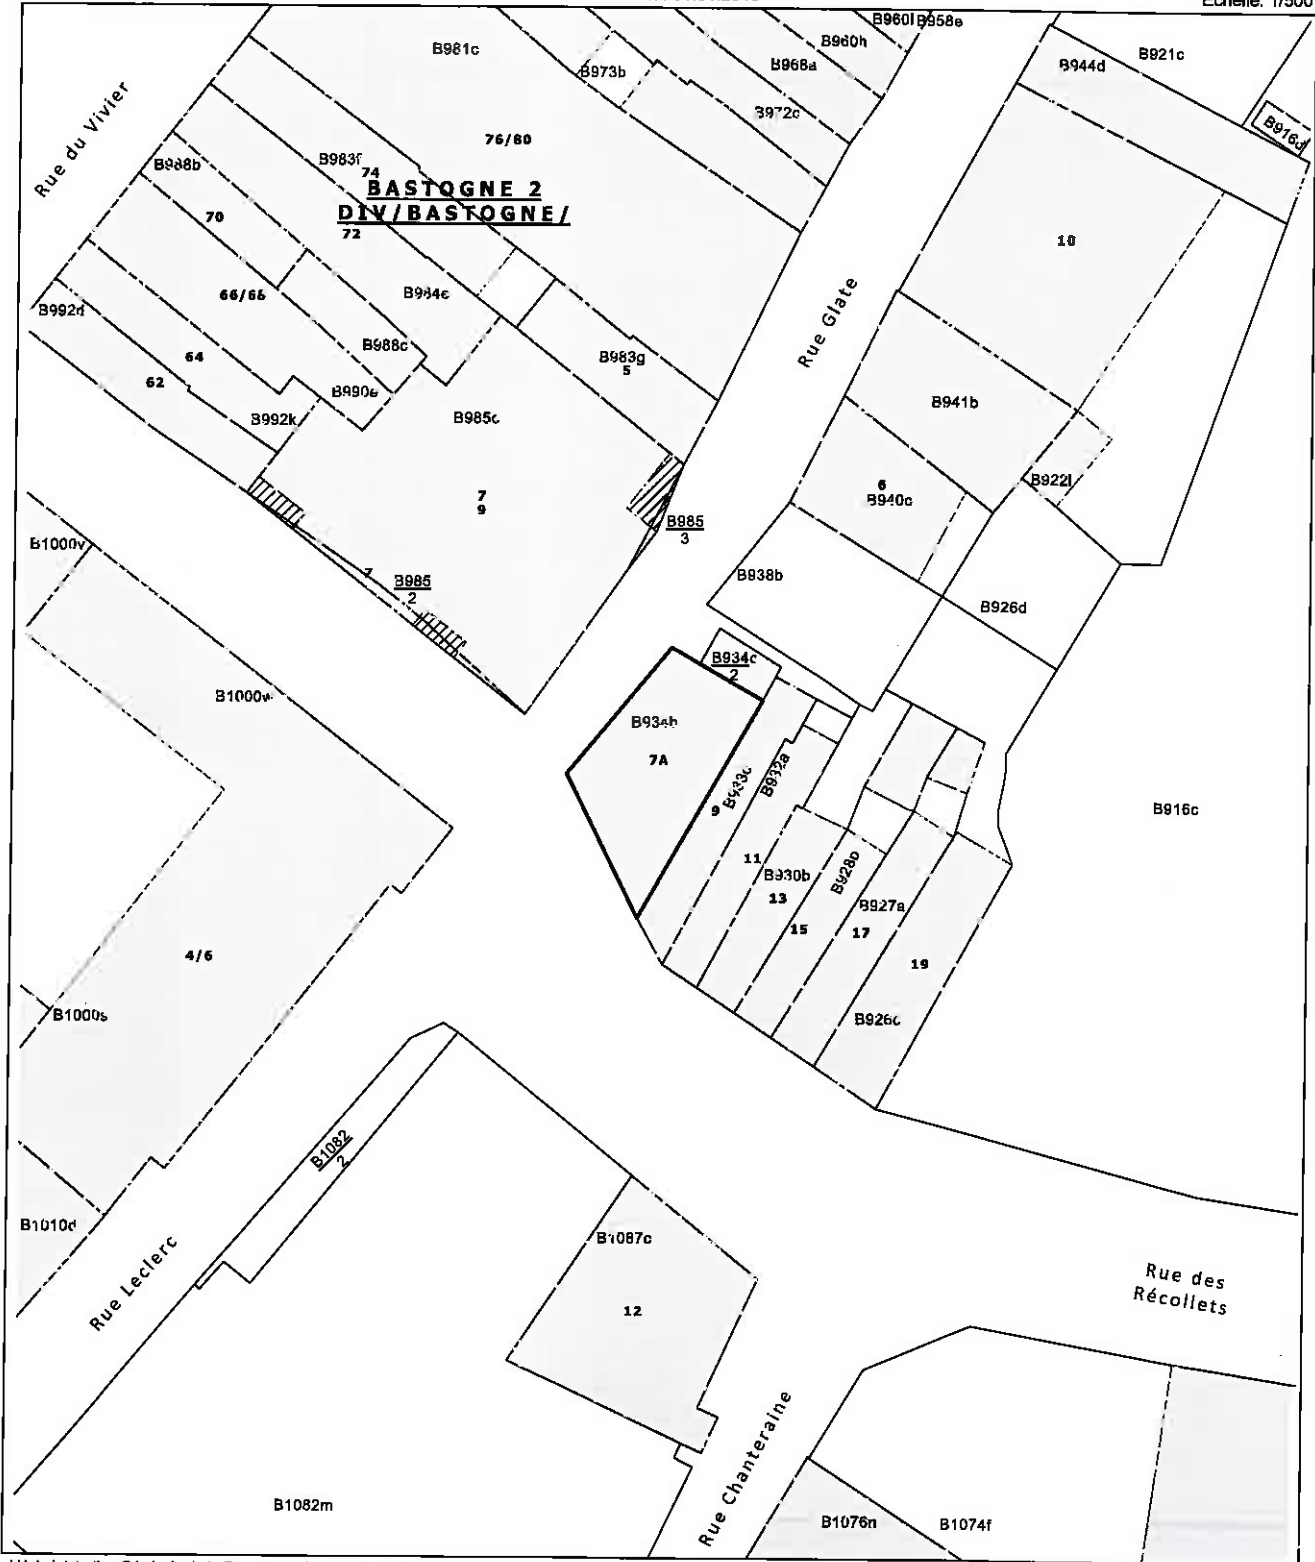 Echelle: 1/500
B981c
B960l
B958e
B960h
B968a
B973b
B972c
B944d
B921c
B916d
Rue du Vivier
76/80
B983f
74
BASTOGNE 2
DIV/BASTOGNE/
72
B988b
70
10
66/68
B984e
Rue Glate
B992d
64
62
B988c
B990e
B983g
5
B992k
B985c
B941b
7
9
6
B940c
B922l
B985
3
B1000v
7
B985
2
B938b
B926d
B934c
2
B1000w
B934h
7A
B933c
9
B932a
B916c
11
B930b
13
B928b
15
B927a
17
19
4/6
B1000s
B926c
B1082
2
B1010d
B1087c
12
Rue Leclerc
Rue des
Récollets
Rue Chanteraine
B1082m
B1076n
B1074f